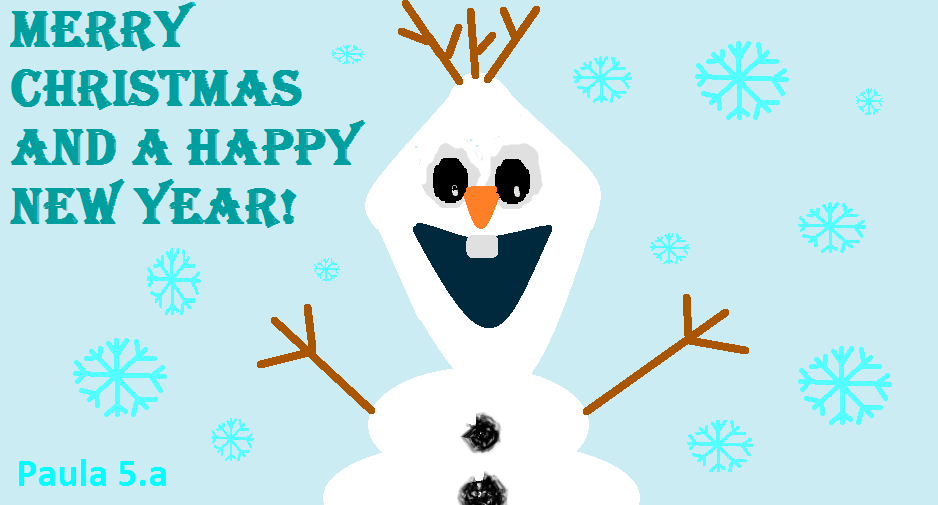 MERRY
CHRISTMAS
AND A HAPPY
NEW YEAR!
Paula 5.a